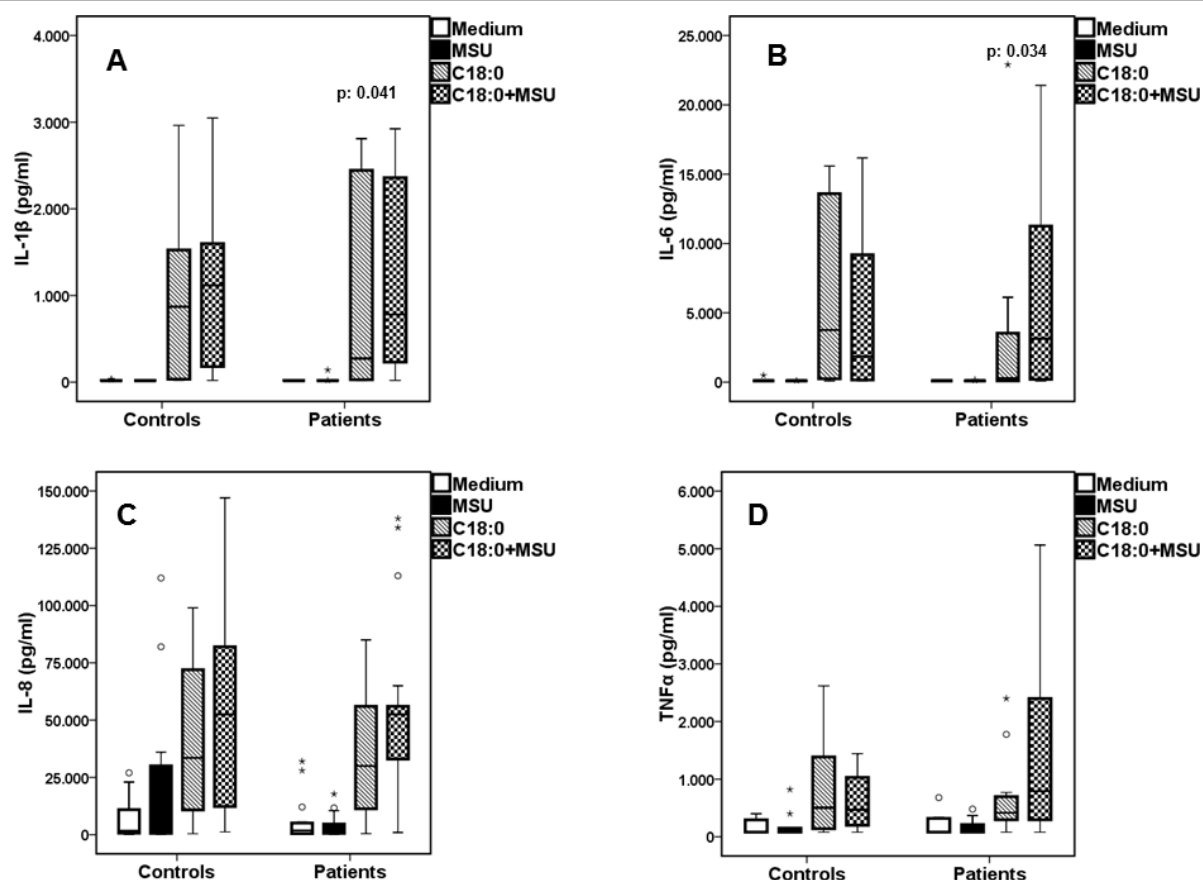 A
IL-1β (pg/ml)
4.000
3.000
2.000
1.000
0
p: 0.041
Controls
Patients
Medium
MSU
C18:0
C18:0+MSU
B
IL-6 (pg/ml)
25.000
20.000
15.000
10.000
5.000
0
p: 0.034
Controls
Patients
Medium
MSU
C18:0
C18:0+MSU
C
IL-8 (pg/ml)
150.000
125.000
100.000
75.000
50.000
25.000
0
Controls
Patients
Medium
MSU
C18:0
C18:0+MSU
D
TNFα (pg/ml)
6.000
5.000
4.000
3.000
2.000
1.000
0
Controls
Patients
Medium
MSU
C18:0
C18:0+MSU